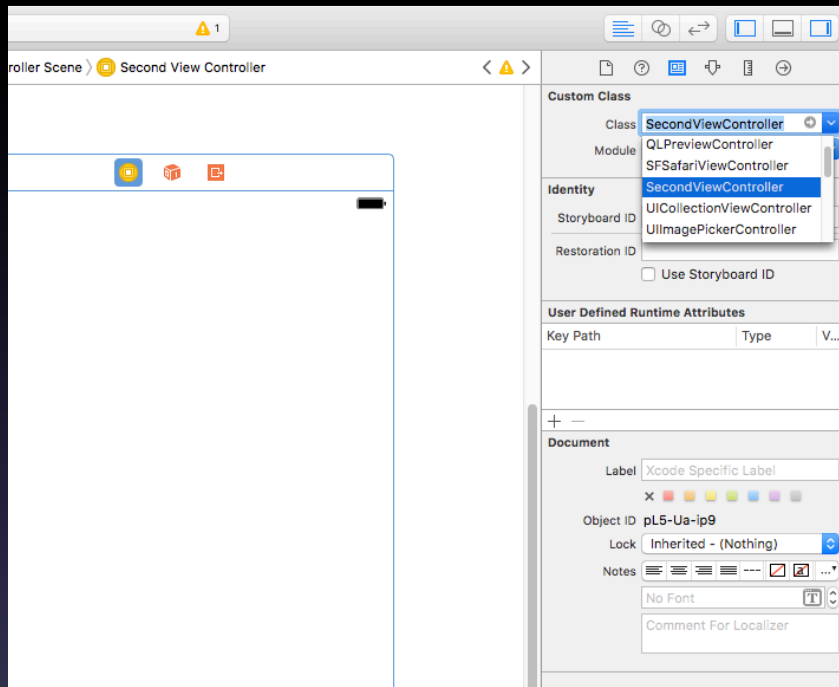 1
roller Scene 〉 Second View Controller
Custom Class
Class SecondViewController
Module
QLPreviewController
SFSafariViewController
SecondViewController
UICollectionViewController
UIImagePickerController
Identity
Storyboard ID
Restoration ID
Use Storyboard ID
User Defined Runtime Attributes
Key Path Type V...
Document
Label Xcode Specific Label
Object ID pL5-Ua-ip9
Lock Inherited - (Nothing)
Notes
No Font
Comment For Localizer